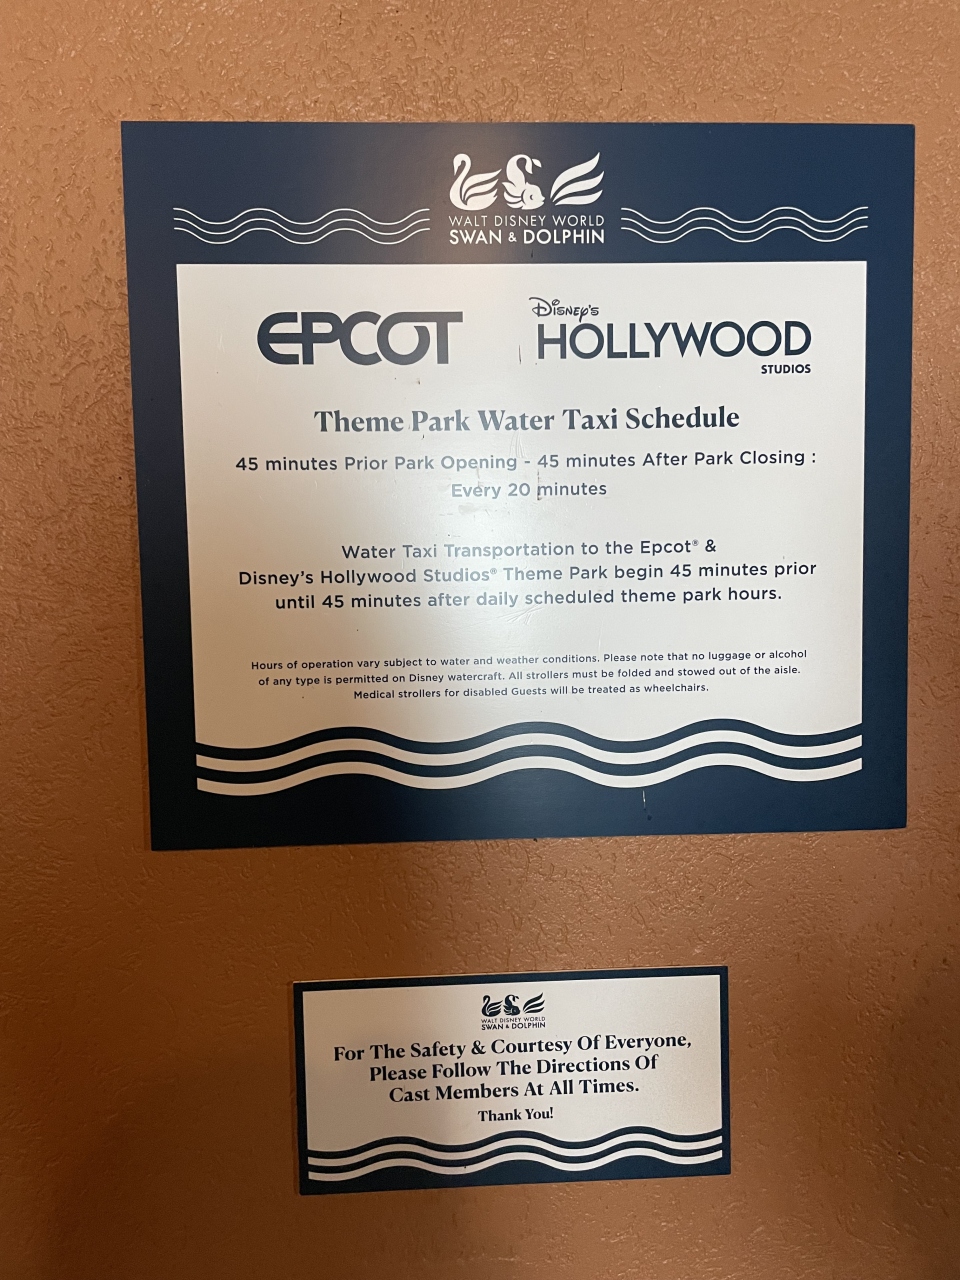 WALT DISNEY WORLD
SWAN & DOLPHIN
EPCOT
Disney's
HOLLYWOOD
STUDIOS
Theme Park Water Taxi Schedule
45 minutes Prior Park Opening - 45 minutes After Park Closing :
Every 20 minutes
Water Taxi Transportation to the Epcot® &
Disney's Hollywood Studios® Theme Park begin 45 minutes prior
until 45 minutes after daily scheduled theme park hours.
Hours of operation vary subject to water and weather conditions. Please note that no luggage or alcohol
of any type is permitted on Disney watercraft. All strollers must be folded and stowed out of the aisle.
Medical strollers for disabled Guests will be treated as wheelchairs.
WALT DISNEY WORLD
SWAN & DOLPHIN
For The Safety & Courtesy Of Everyone,
Please Follow The Directions Of
Cast Members At All Times.
Thank You!